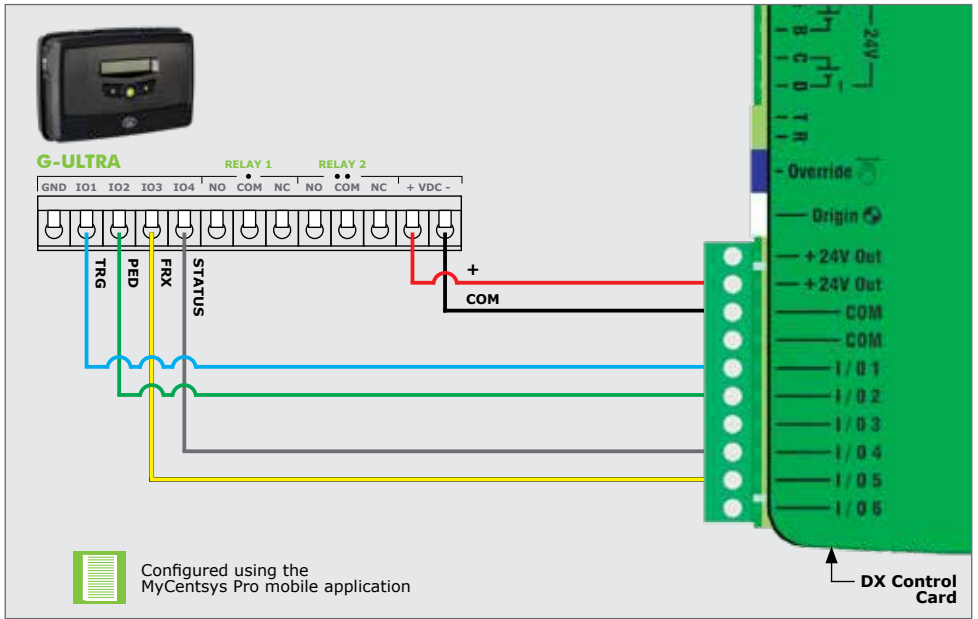 G-ULTRA
RELAY 1
RELAY 2
GND IO1 IO2 IO3 IO4 NO COM NC NO COM NC + VDC -
TRG
PED
FRX
STATUS
+
COM
24V
B
C
D
T
R
Override
Origin
+24V Out
+24V Out
COM
COM
I/O 1
I/O 2
I/O 3
I/O 4
I/O 5
I/O 6
Configured using the
MyCentsys Pro mobile application
DX Control
Card